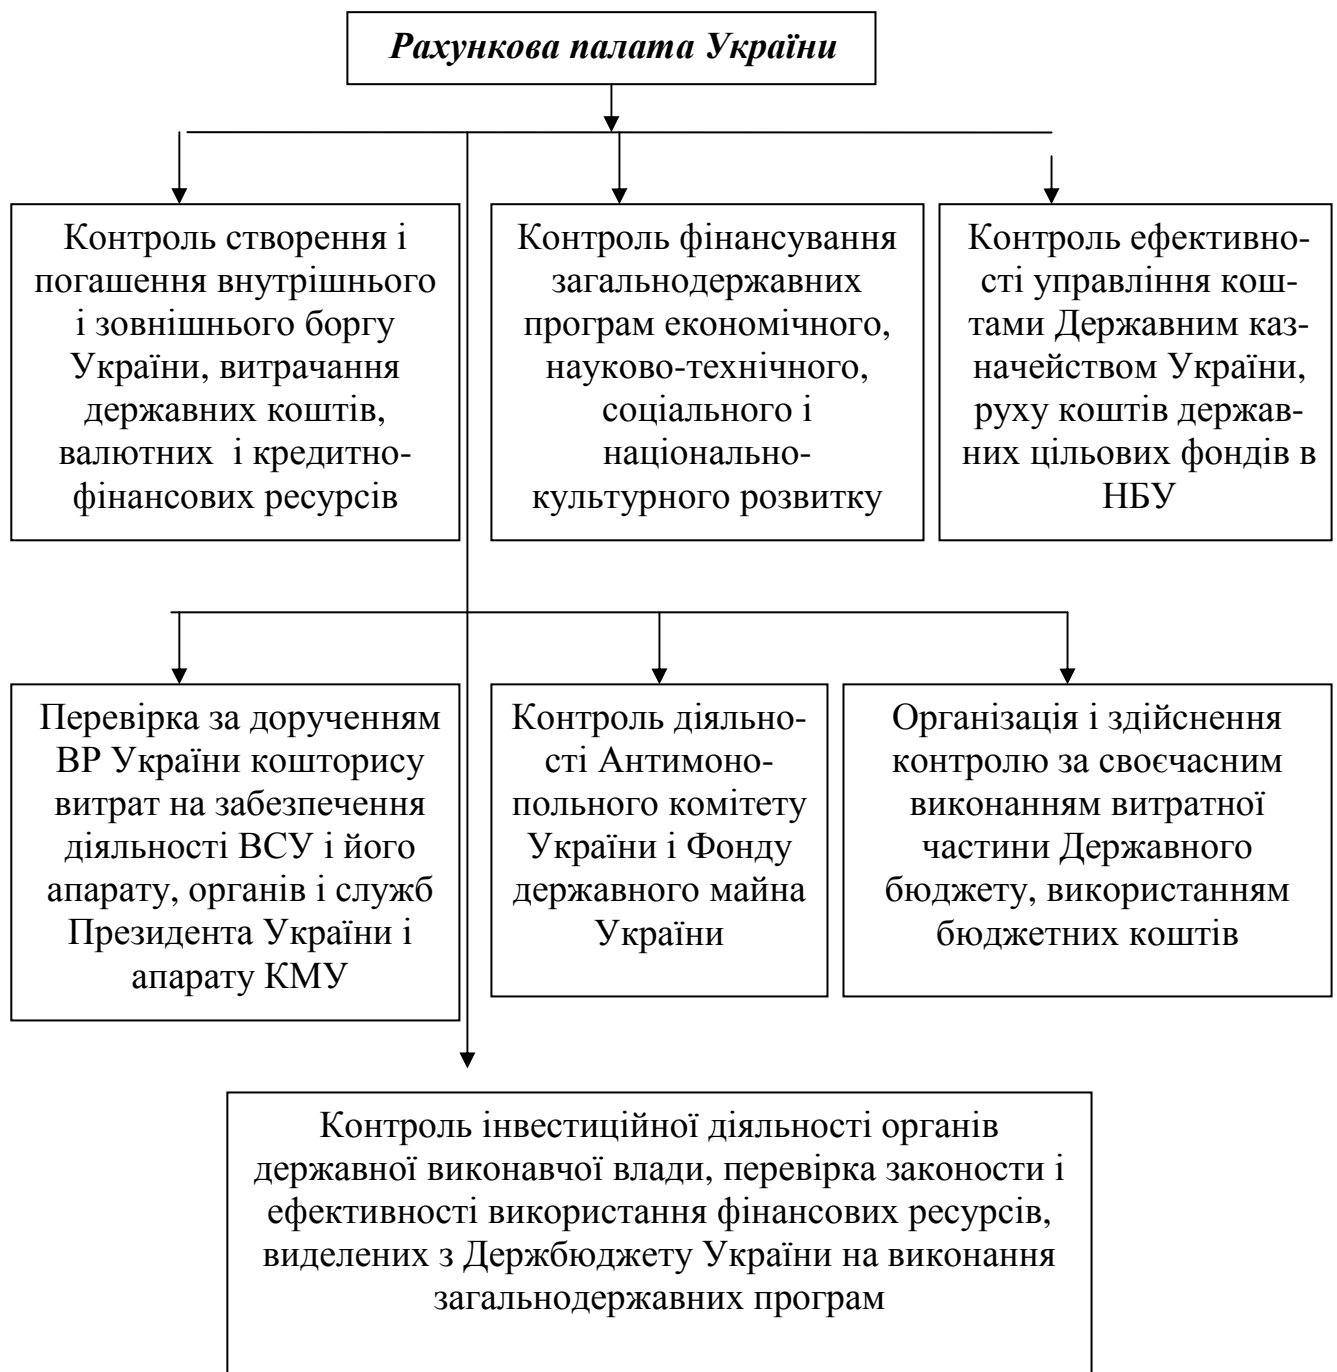 Рахункова палата України
Контроль створення і
погашення внутрішнього
і зовнішнього боргу
України, витрачання
державних коштів,
валютних і кредитно-
фінансових ресурсів
Контроль фінансування
загальнодержавних
програм економічного,
науково-технічного,
соціального і
національно-
культурного розвитку
Контроль ефективно-
сті управління кош-
тами Державним каз-
начейством України,
руху коштів держав-
них цільових фондів в
НБУ
Перевірка за дорученням
ВР України кошторису
витрат на забезпечення
діяльності ВСУ і його
апарату, органів і служб
Президента України і
апарату КМУ
Контроль діяльно-
сті Антимоно-
польного комітету
України і Фонду
державного майна
України
Організація і здійснення
контролю за своєчасним
виконанням витратної
частини Державного
бюджету, використанням
бюджетних коштів
Контроль інвестиційної діяльності органів
державної виконавчої влади, перевірка законости і
ефективності використання фінансових ресурсів,
виделених з Держбюджету України на виконання
загальнодержавних програм